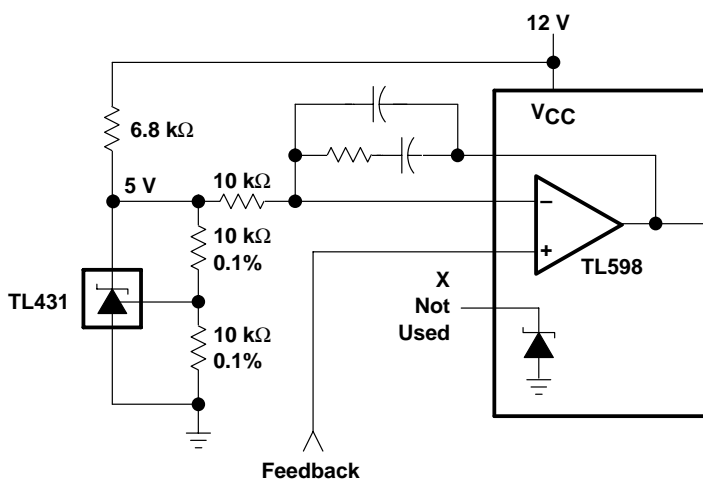 12 V
VCC
6.8 kΩ
5 V
10 kΩ
10 kΩ
0.1%
TL431
10 kΩ
0.1%
−
+
TL598
X
Not
Used
Feedback